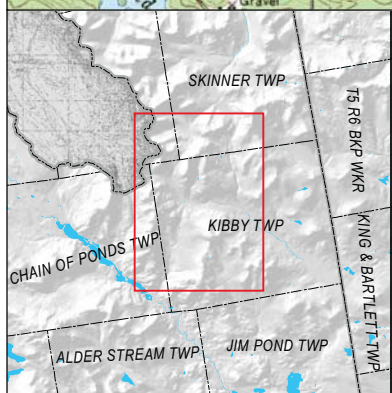 Gravel
SKINNER TWP
T5 R6 BKP WKR
KIBBY TWP
KING & BARTLETT TWP
CHAIN OF PONDS TWP
ALDER STREAM TWP
JIM POND TWP